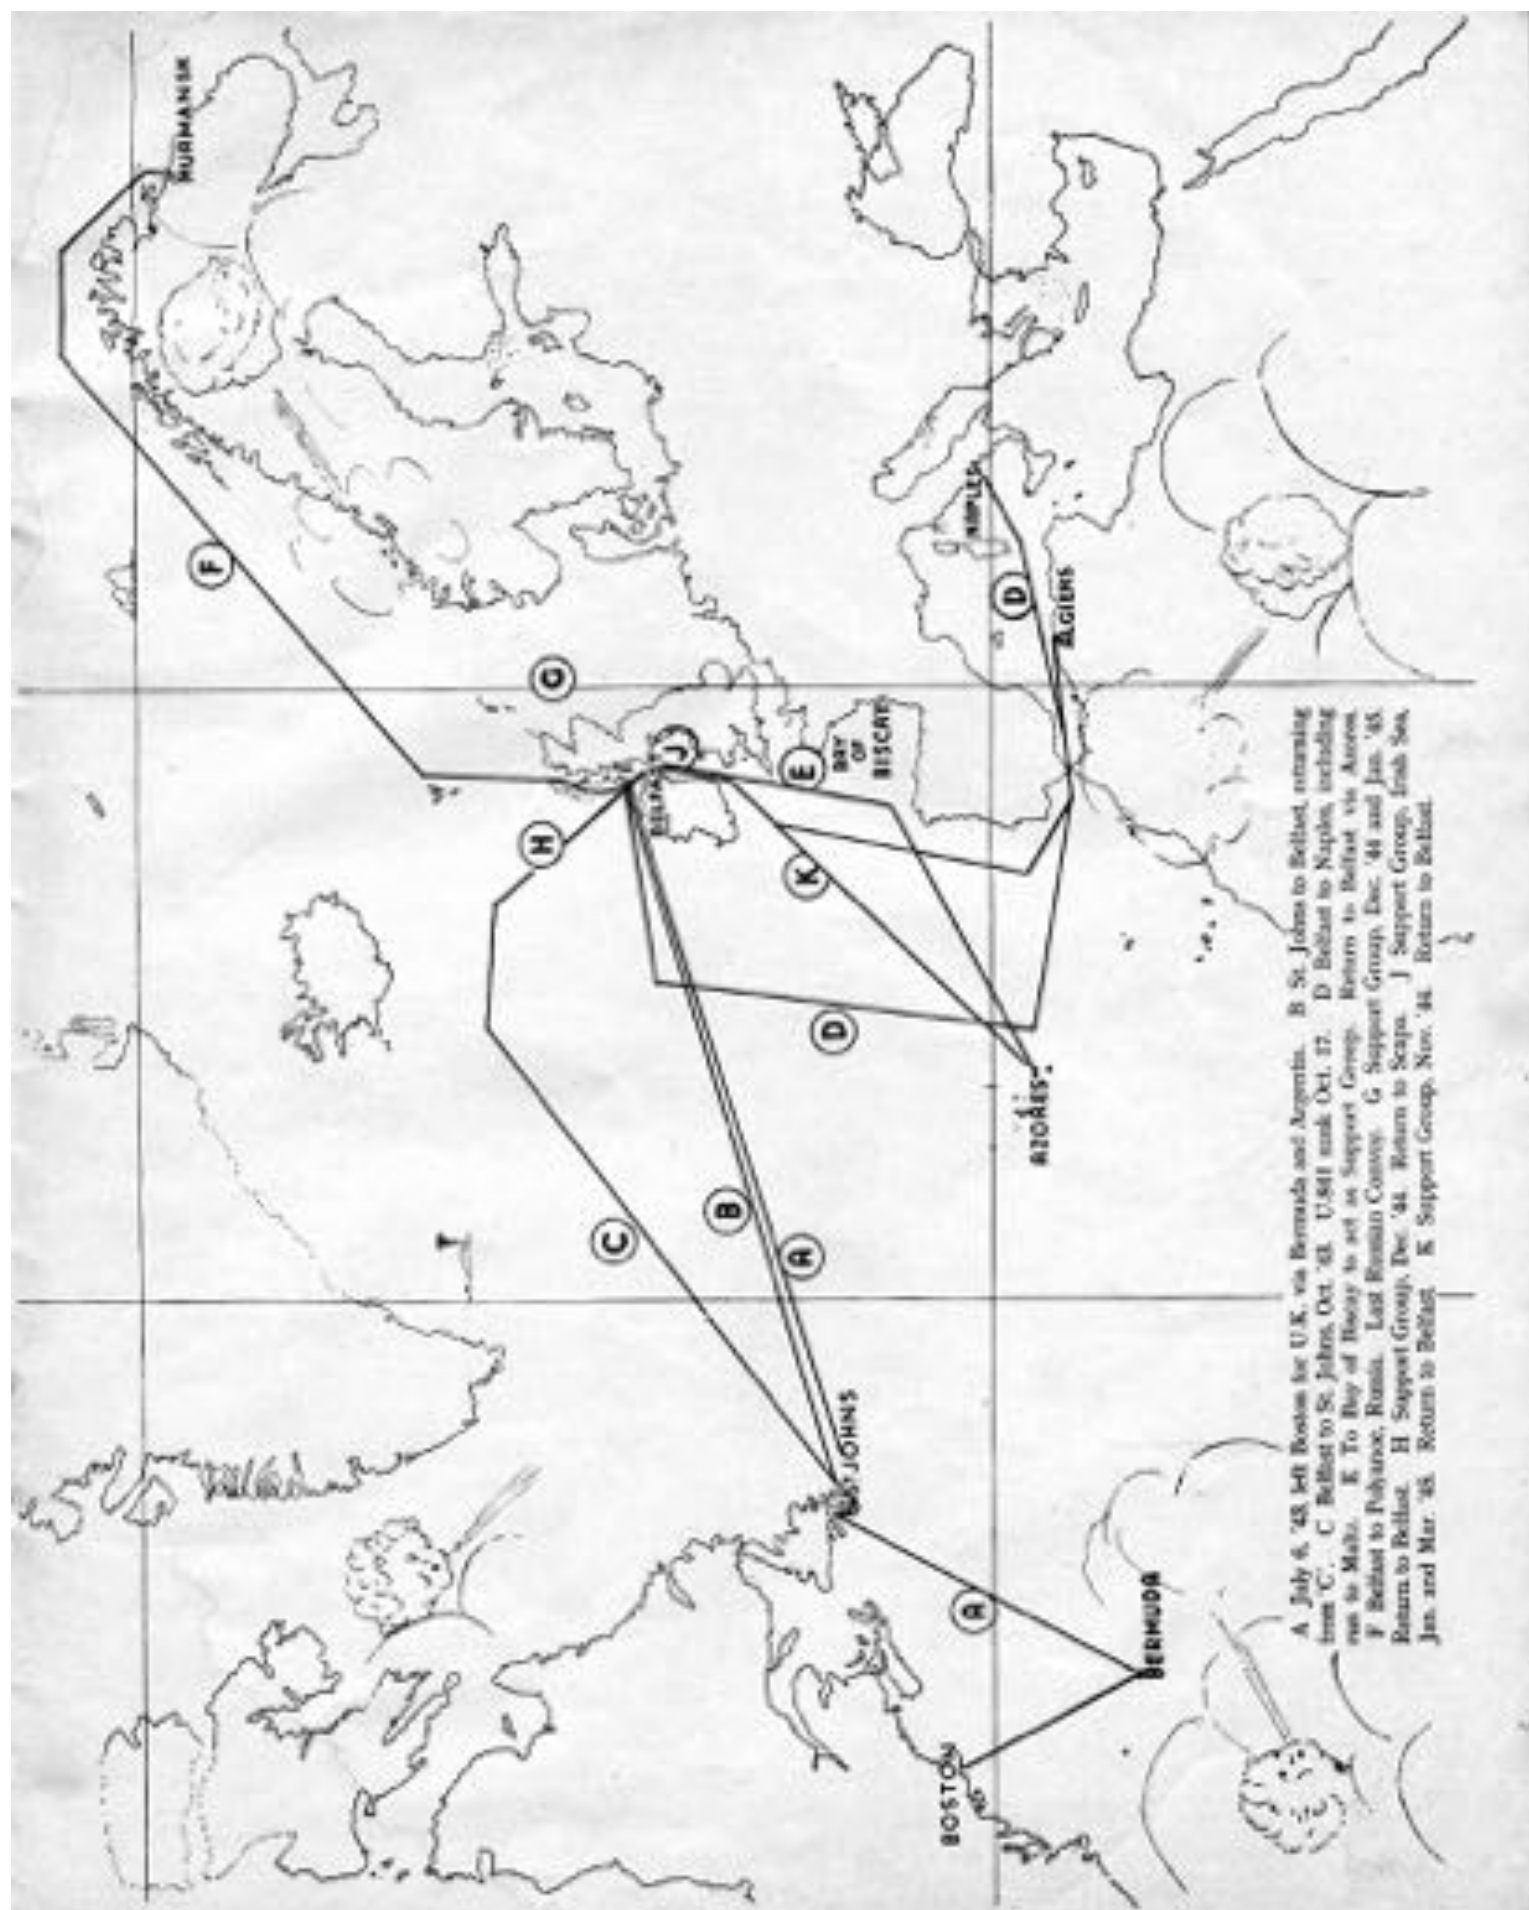 MURMANSK
F
G
H
J
BELFAST
E
BAY
OF
BISCAY
K
D
NAPLES
D
ALGIERS
AZORES
C
B
A
ST JOHNS
A
BERMUDA
BOSTON
A July 6, '43, left Boston for U.K. via Bermuda and Argentia. B St. Johns to Belfast, returning
from 'C'. C Belfast to St. Johns, Oct. '43. U.841 sunk Oct. 17. D Belfast to Naples, including
run to Malta. E To Bay of Biscay to act as Support Group. Return to Belfast via Azores.
F Belfast to Polyarnoe, Russia. Last Russian Convoy. G Support Group, Dec. '44 and Jan. '45.
Return to Belfast. H Support Group, Dec. '44. Return to Scapa. J Support Group, Irish Sea,
Jan. and Mar. '45. Return to Belfast. K Support Group, Nov. '44. Return to Belfast.